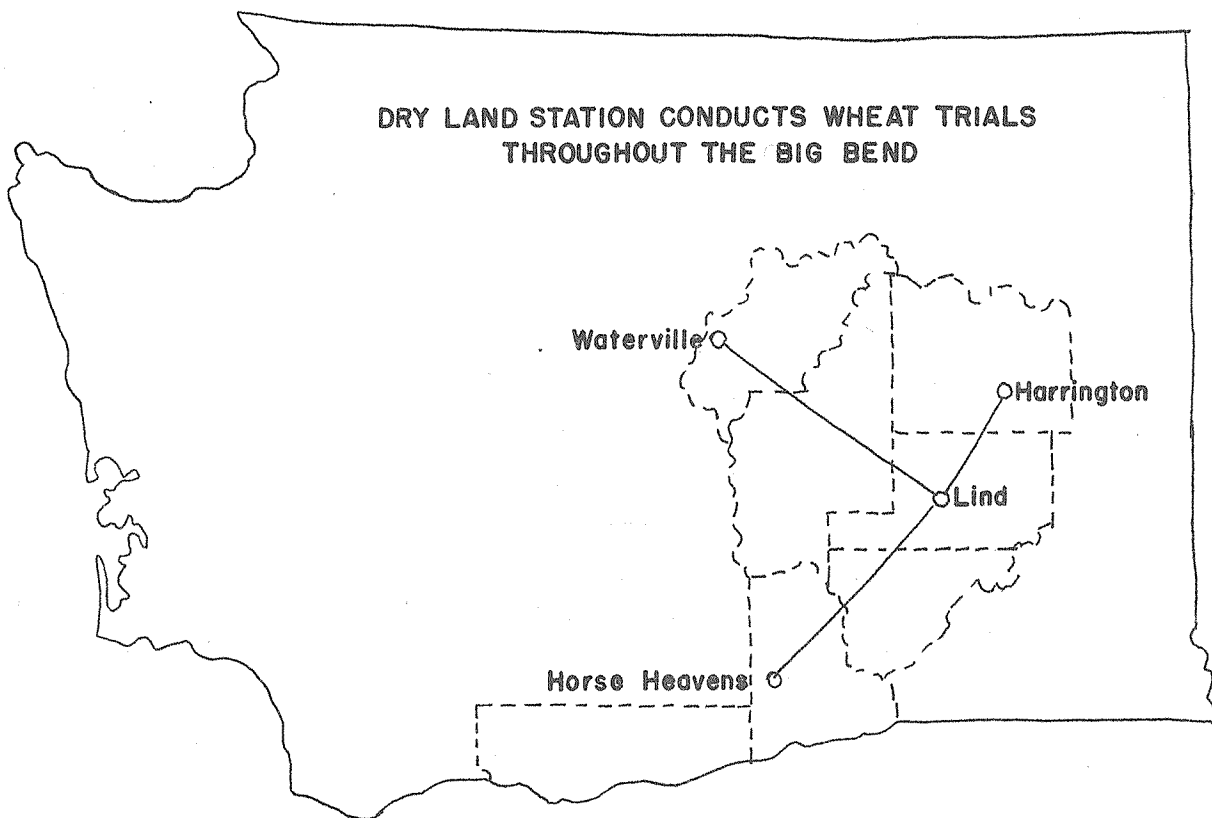 DRY LAND STATION CONDUCTS WHEAT TRIALS
THROUGHOUT THE BIG BEND
Waterville
Harrington
Lind
Horse Heavens